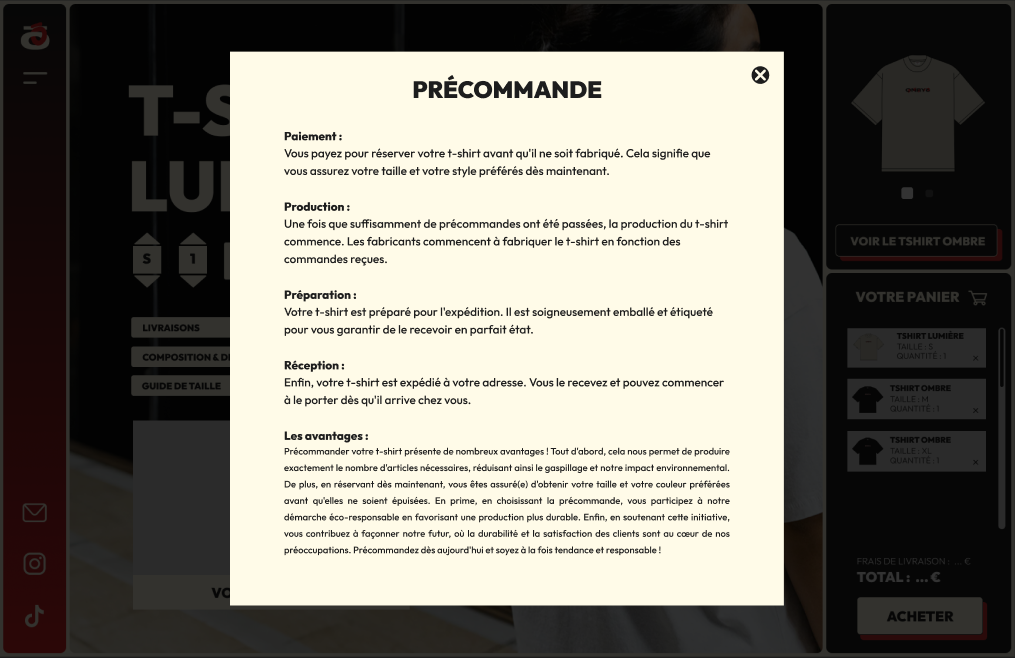 PRÉCOMMANDE
Paiement :
Vous payez pour réserver votre t-shirt avant qu'il ne soit fabriqué. Cela signifie que
vous assurez votre taille et votre style préférés dès maintenant.
Production :
Une fois que suffisamment de précommandes ont été passées, la production du t-shirt
commence. Les fabricants commencent à fabriquer le t-shirt en fonction des
commandes reçues.
Préparation :
Votre t-shirt est préparé pour l'expédition. Il est soigneusement emballé et étiqueté
pour vous garantir de le recevoir en parfait état.
Réception :
Enfin, votre t-shirt est expédié à votre adresse. Vous le recevez et pouvez commencer
à le porter dès qu'il arrive chez vous.
Les avantages :
Précommander votre t-shirt présente de nombreux avantages ! Tout d'abord, cela nous permet de produire
exactement le nombre d'articles nécessaires, réduisant ainsi le gaspillage et notre impact environnemental.
De plus, en réservant dès maintenant, vous êtes assuré(e) d'obtenir votre taille et votre couleur préférées
avant qu'elles ne soient épuisées. En prime, en choisissant la précommande, vous participez à notre
démarche éco-responsable en favorisant une production plus durable. Enfin, en soutenant cette initiative,
vous contribuez à façonner notre futur, où la durabilité et la satisfaction des clients sont au cœur de nos
préoccupations. Précommandez dès aujourd'hui et soyez à la fois tendance et responsable !
T-S
LU
S 1
LIVRAISONS
COMPOSITION & D
GUIDE DE TAILLE
VO
VOIR LE TSHIRT OMBRE
VOTRE PANIER
TSHIRT LUMIÈRE
TAILLE : S
QUANTITÉ : 1
TSHIRT OMBRE
TAILLE : M
QUANTITÉ : 1
TSHIRT OMBRE
TAILLE : XL
QUANTITÉ : 1
FRAIS DE LIVRAISON : ... €
TOTAL : ... €
ACHETER